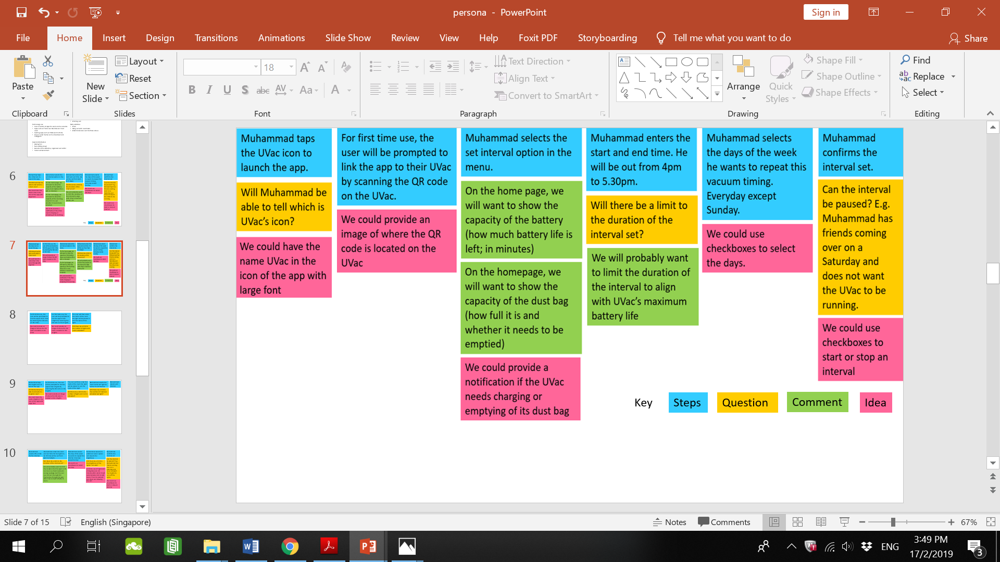 persona - PowerPoint
Sign in
File
Home
Insert
Design
Transitions
Animations
Slide Show
Review
View
Help
Foxit PDF
Storyboarding
Tell me what you want to do
Share
Paste
Clipboard
New
Slide
Layout
Reset
Section
Slides
18
B I U S abc AV Aa A
Font
Text Direction
Align Text
Convert to SmartArt
Paragraph
Arrange
Quick
Styles
Shape Fill
Shape Outline
Shape Effects
Drawing
Find
Replace
Select
Editing
6
7
8
9
10
Muhammad taps
the UVac icon to
launch the app.
Will Muhammad be
able to tell which is
UVac's icon?
We could have the
name UVac in the
icon of the app with
large font
For first time use, the
user will be prompted to
link the app to their UVac
by scanning the QR code
on the UVac.
We could provide an
image of where the QR
code is located on the
UVac
Muhammad selects the
set interval option in the
menu.
On the home page, we
will want to show the
capacity of the battery
(how much battery life is
left; in minutes)
On the homepage, we
will want to show the
capacity of the dust bag
(how full it is and
whether it needs to be
emptied)
We could provide a
notification if the UVac
needs charging or
emptying of its dust bag
Muhammad enters the
start and end time. He
will be out from 4pm
to 5.30pm.
Will there be a limit to
the duration of the
interval set?
We will probably want
to limit the duration of
the interval to align
with UVac's maximum
battery life
Muhammad selects
the days of the week
he wants to repeat this
vacuum timing.
Everyday except
Sunday.
We could use
checkboxes to select
the days.
Muhammad
confirms the
interval set.
Can the interval
be paused? E.g.
Muhammad has
friends coming
over on a
Saturday and
does not want
the UVac to be
running.
We could use
checkboxes to
start or stop an
interval
Key
Steps
Question
Comment
Idea
Slide 7 of 15
English (Singapore)
Notes
Comments
67%
ENG
3:49 PM
17/2/2019
3